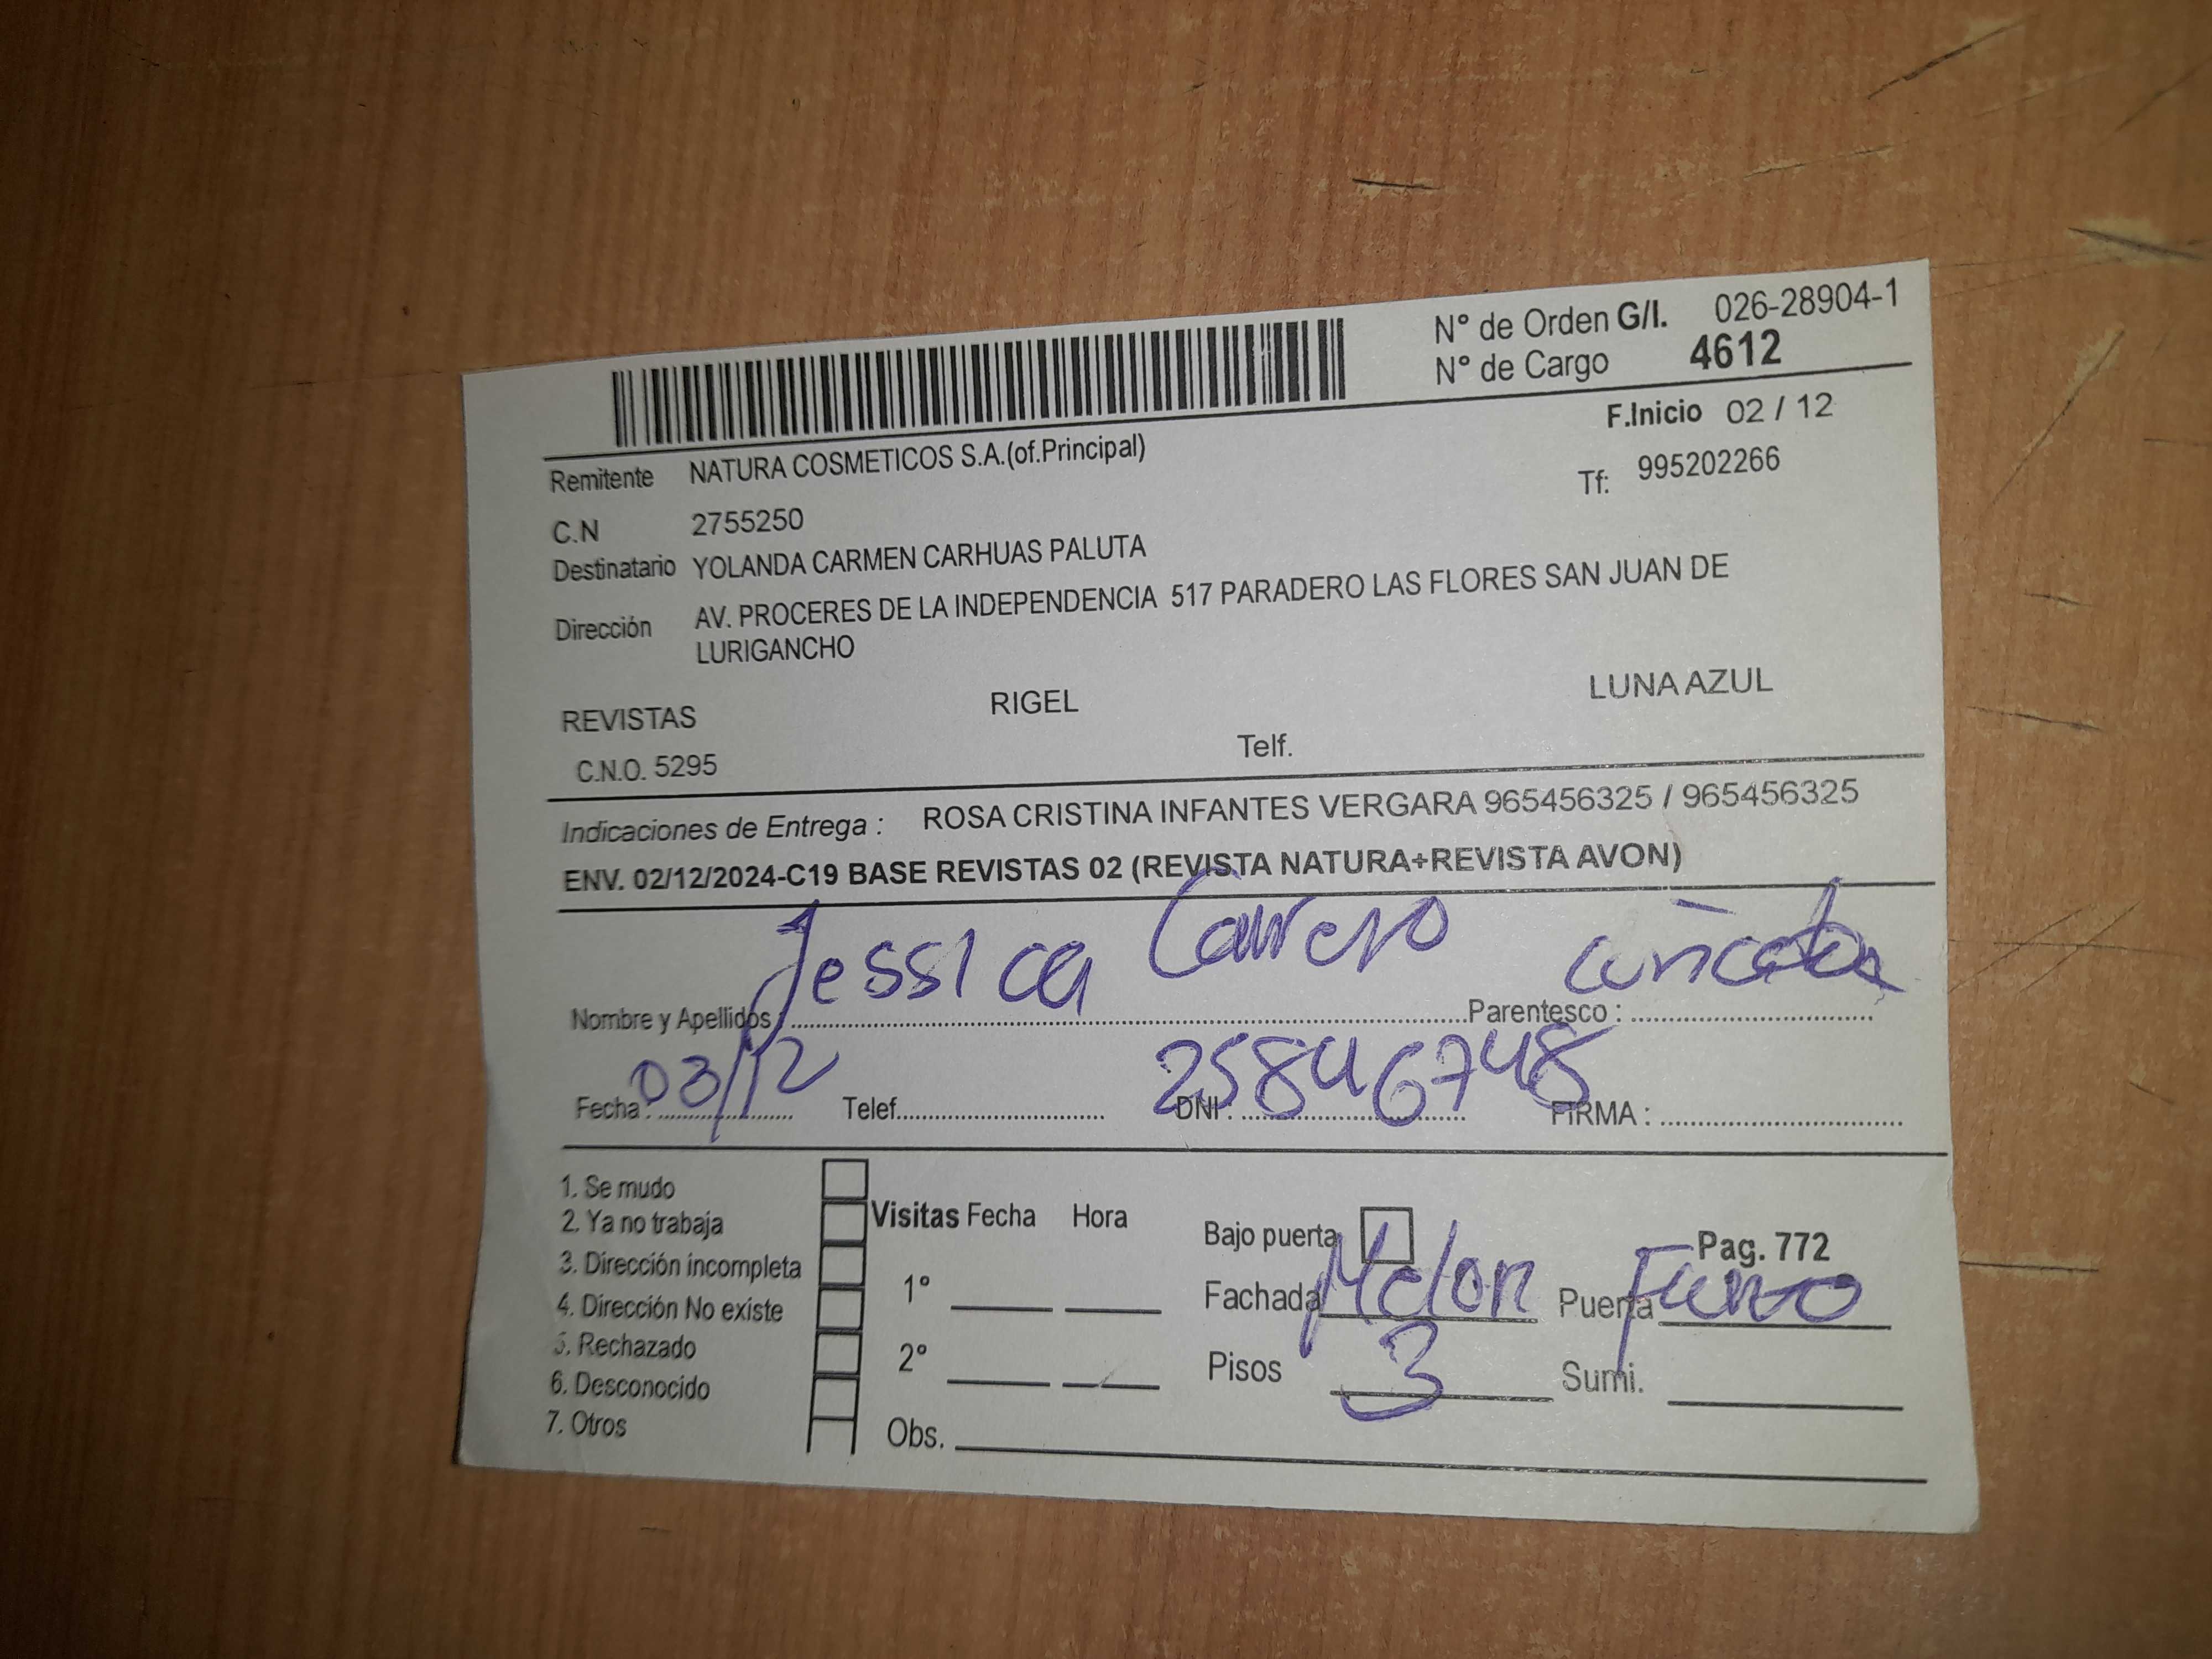 N° de Orden G/I. 026-28904-1
N° de Cargo 4612
F.Inicio 02 / 12
Remitente NATURA COSMETICOS S.A.(of.Principal)
Tf: 995202266
C.N 2755250
Destinatario YOLANDA CARMEN CARHUAS PALUTA
Dirección AV. PROCERES DE LA INDEPENDENCIA 517 PARADERO LAS FLORES SAN JUAN DE
LURIGANCHO
REVISTAS RIGEL LUNA AZUL
C.N.O. 5295 Telf.
Indicaciones de Entrega : ROSA CRISTINA INFANTES VERGARA 965456325 / 965456325
ENV. 02/12/2024-C19 BASE REVISTAS 02 (REVISTA NATURA+REVISTA AVON)
Nombre y Apellidos : Jessica Parentesco :
Fecha : 03/12 Telef. DNI : 25846748 FIRMA :
1. Se mudo
2. Ya no trabaja
3. Dirección incompleta
4. Dirección No existe
5. Rechazado
6. Desconocido
7. Otros
Visitas Fecha Hora
1°
2°
Obs.
Bajo puerta Pag. 772
Fachada Melon Puerta Fierro
Pisos 3 Sumi.